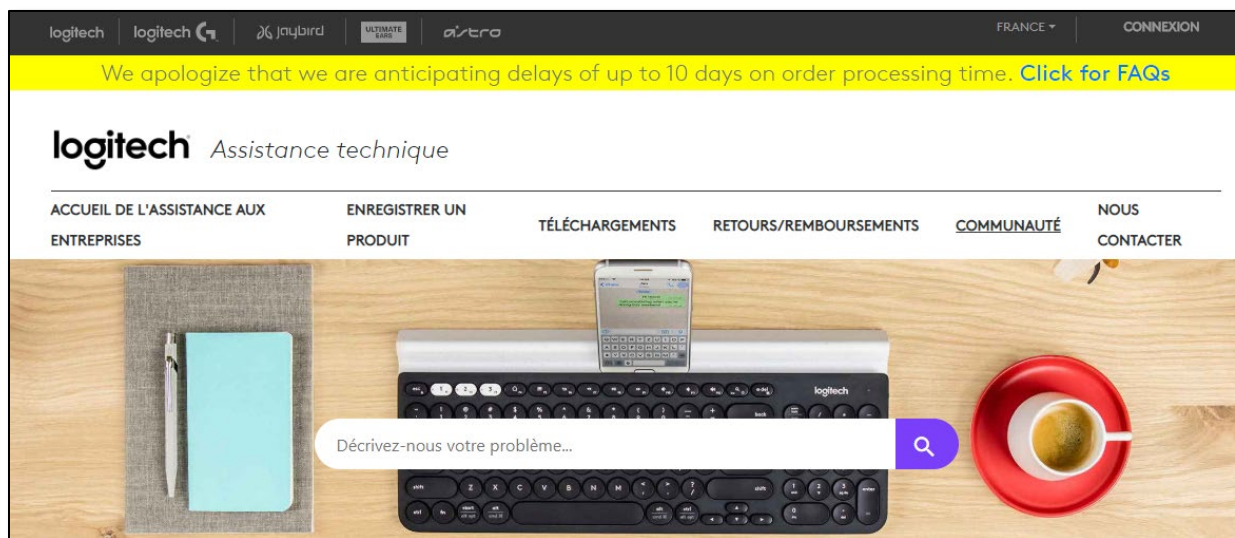 logitech
logitech G
jaybird
ULTIMATE
EARS
astro
FRANCE
CONNEXION
We apologize that we are anticipating delays of up to 10 days on order processing time. Click for FAQs
logitech Assistance technique
ACCUEIL DE L'ASSISTANCE AUX
ENTREPRISES
ENREGISTRER UN
PRODUIT
TÉLÉCHARGEMENTS
RETOURS/REMBOURSEMENTS
COMMUNAUTÉ
NOUS
CONTACTER
logitech
Décrivez-nous votre problème...
shift Z X C V B N M shift